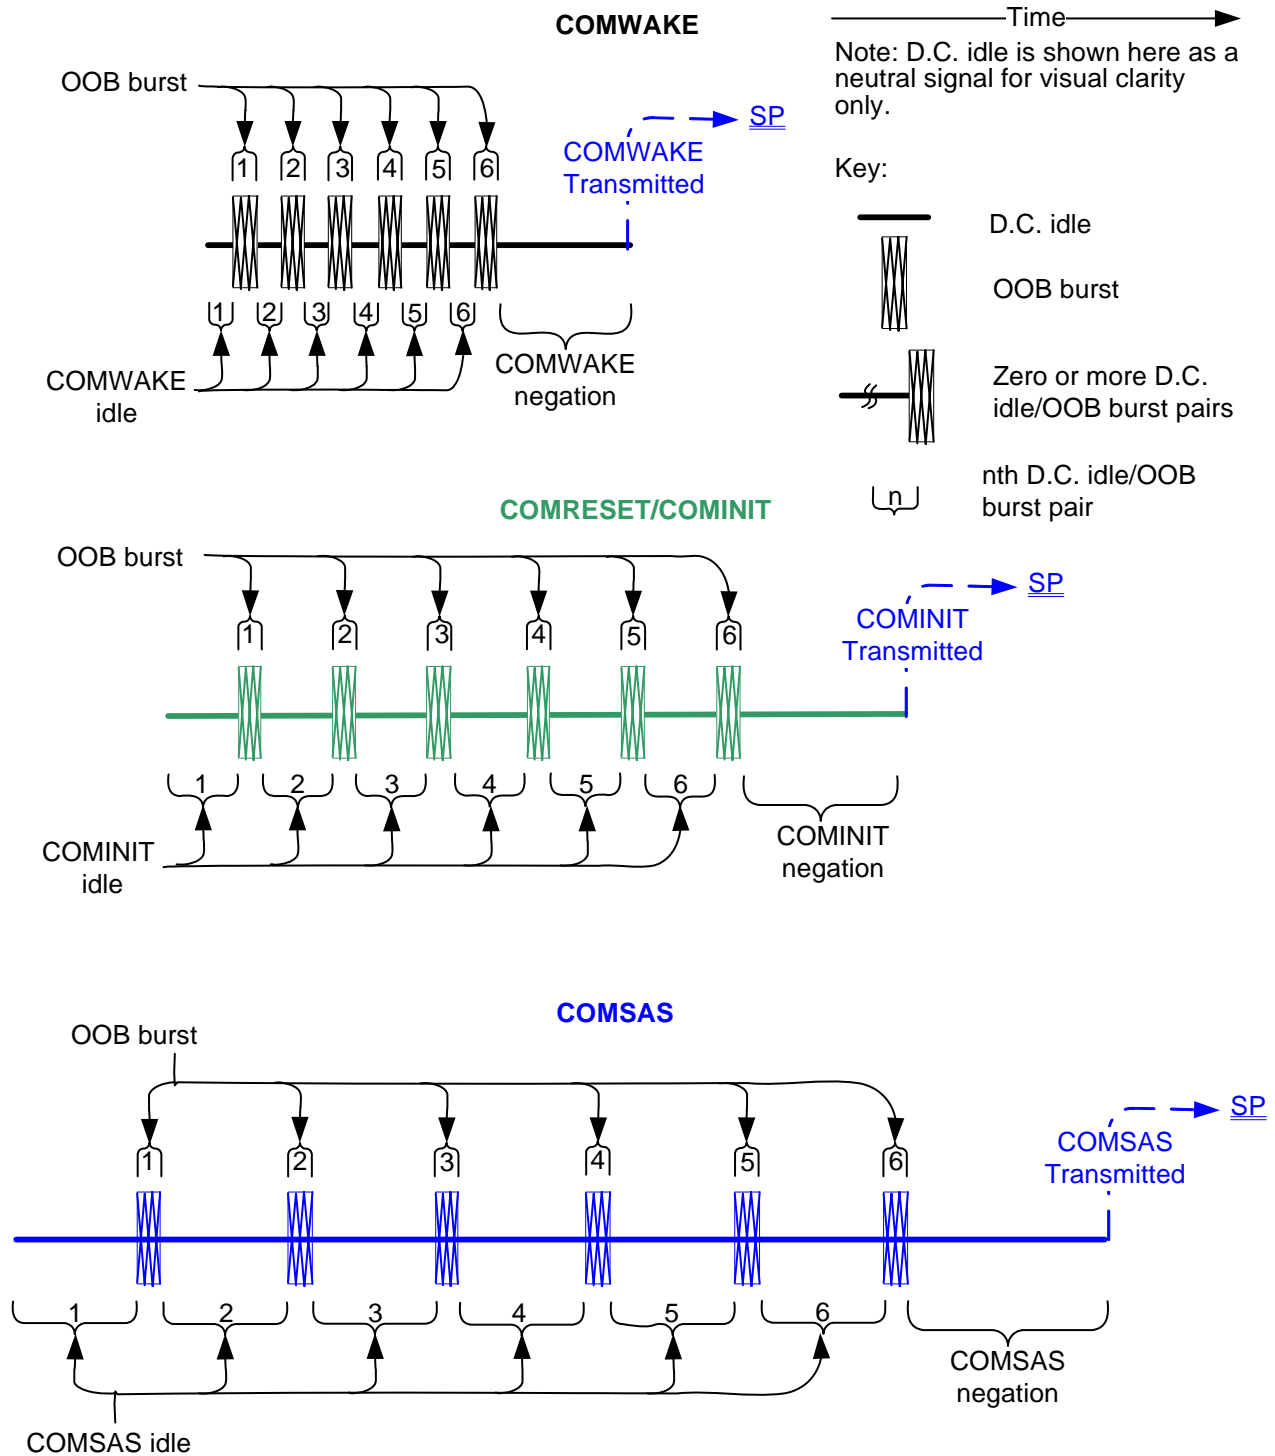 COMWAKE
Time
Note: D.C. idle is shown here as a
neutral signal for visual clarity
only.
OOB burst
SP
COMWAKE
Transmitted
1 2 3 4 5 6
Key:
D.C. idle
OOB burst
1 2 3 4 5 6
COMWAKE
idle
COMWAKE
negation
Zero or more D.C.
idle/OOB burst pairs
n
nth D.C. idle/OOB
burst pair
COMRESET/COMINIT
OOB burst
SP
COMINIT
Transmitted
1 2 3 4 5 6
1 2 3 4 5 6
COMINIT
idle
COMINIT
negation
COMSAS
OOB burst
SP
COMSAS
Transmitted
1 2 3 4 5 6
1 2 3 4 5 6
COMSAS
negation
COMSAS idle